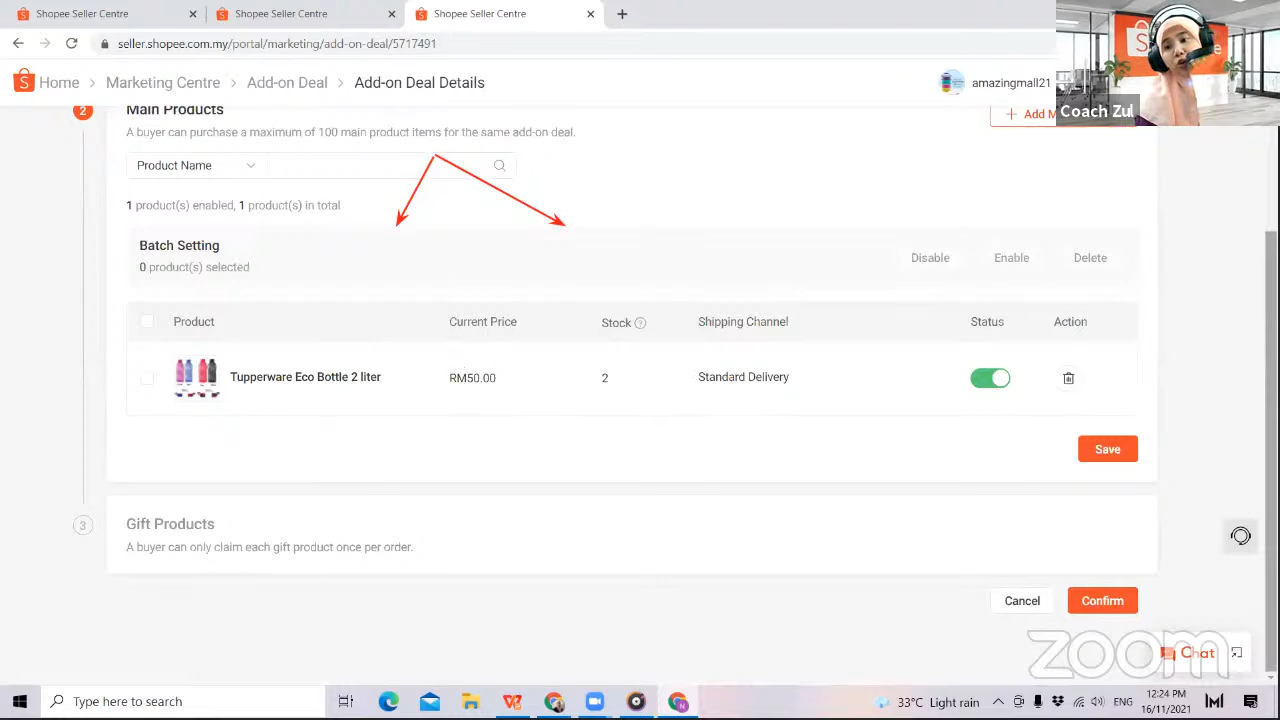 Shopee Seller Centre
Shopee Seller Centre
Shopee Seller Centre
seller.shopee.com.my/portal/marketing/add-on-deal/5717491
Home > Marketing Centre > Add-on Deal > Add-on Deal Details
amazingmall21
Coach Zul
2
Main Products
A buyer can purchase a maximum of 100 main product items for the same add-on deal.
+ Add M
Product Name
1 product(s) enabled, 1 product(s) in total
Batch Setting
0 product(s) selected
Disable Enable Delete
Product Current Price Stock Shipping Channel Status Action
Tupperware Eco Bottle 2 liter RM50.00 2 Standard Delivery
Save
3
Gift Products
A buyer can only claim each gift product once per order.
Cancel Confirm
zoom
Chat
Type here to search
33°C Light rain
ENG
12:24 PM
16/11/2021